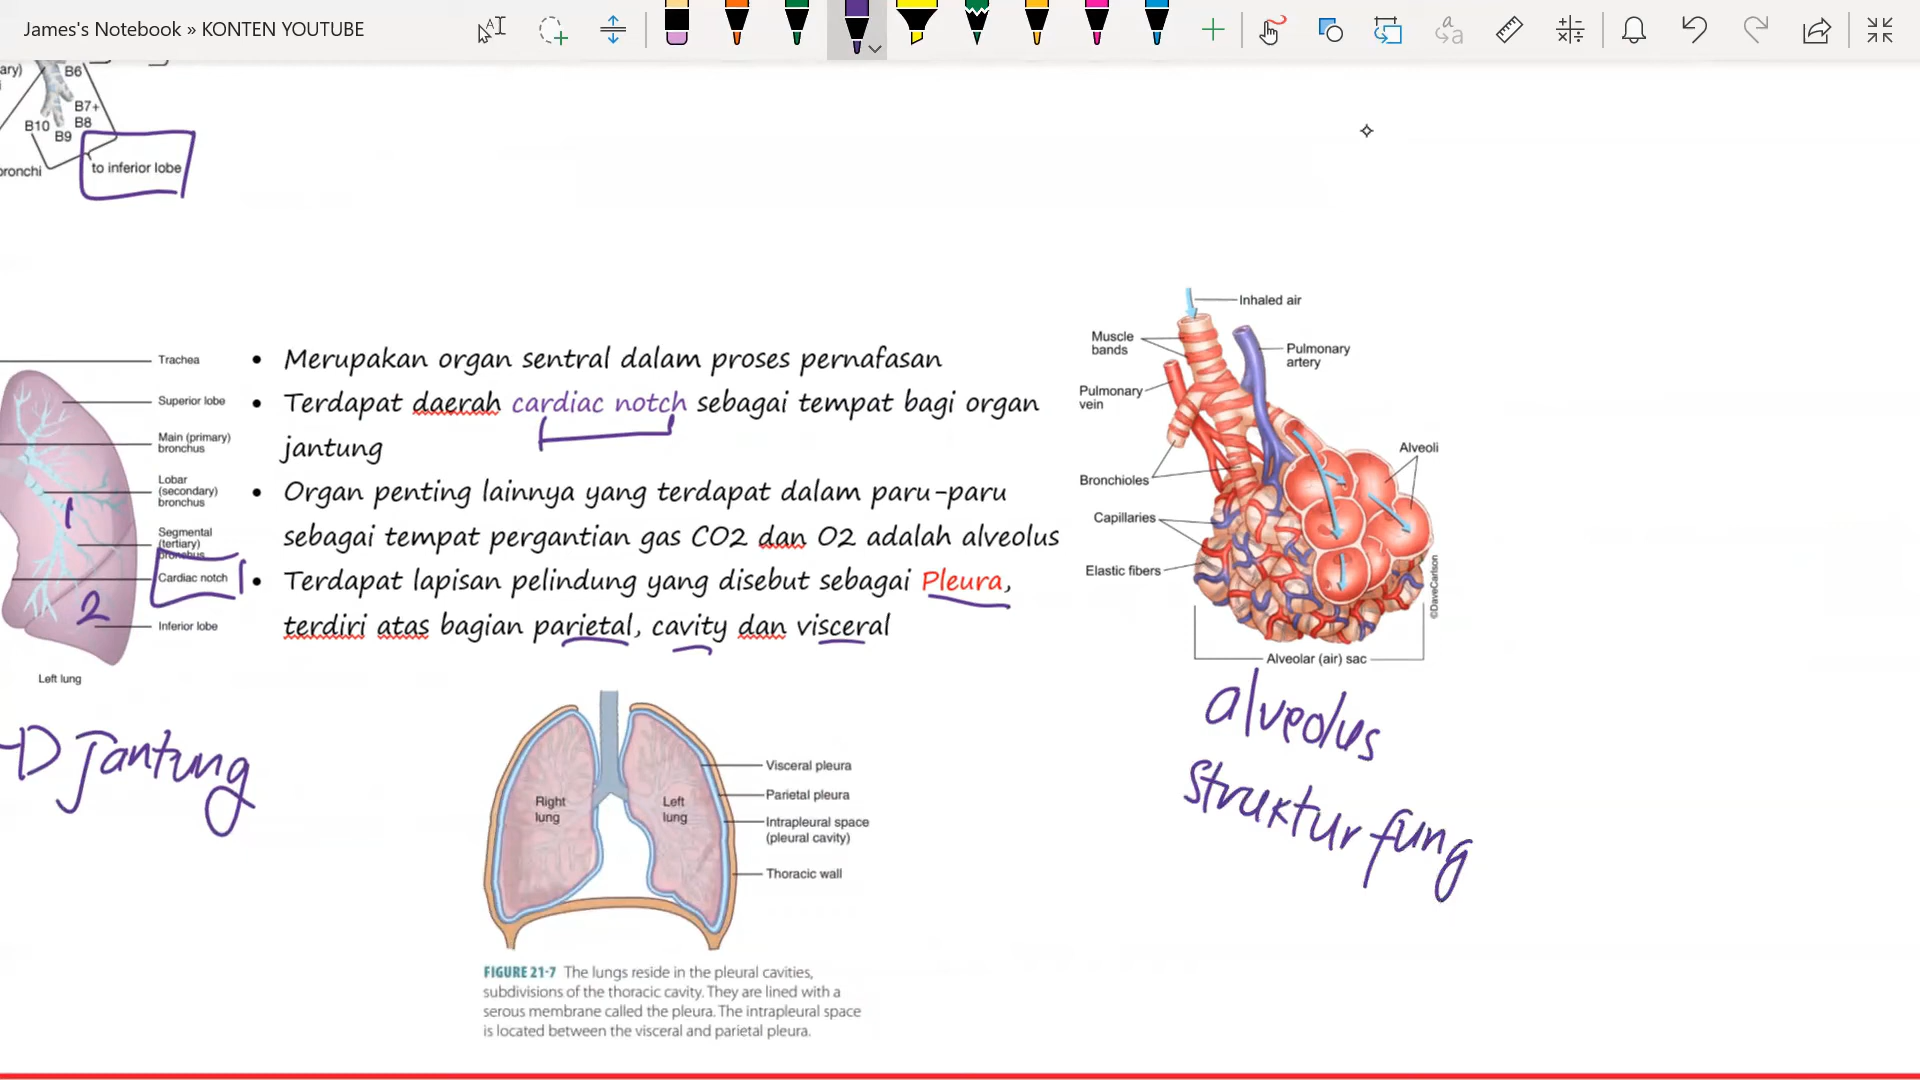 James's Notebook » KONTEN YOUTUBE
ary)
B6
B7+
B8
B10
B9
bronchi
to inferior lobe
Trachea
Superior lobe
Main (primary)
bronchus
Lobar
(secondary)
bronchus
Segmental
(tertiary)
bronchus
Cardiac notch
Inferior lobe
Left lung
1
2
Jantung
• Merupakan organ sentral dalam proses pernafasan
• Terdapat daerah cardiac notch sebagai tempat bagi organ
jantung
• Organ penting lainnya yang terdapat dalam paru-paru
sebagai tempat pergantian gas CO2 dan O2 adalah alveolus
• Terdapat lapisan pelindung yang disebut sebagai Pleura,
terdiri atas bagian parietal, cavity dan visceral
Inhaled air
Muscle
bands
Pulmonary
artery
Pulmonary
vein
Alveoli
Bronchioles
Capillaries
Elastic fibers
©DaveCarlson
Alveolar (air) sac
alveolus
struktur fung
Right
lung
Left
lung
Visceral pleura
Parietal pleura
Intrapleural space
(pleural cavity)
Thoracic wall
FIGURE 21-7 The lungs reside in the pleural cavities,
subdivisions of the thoracic cavity. They are lined with a
serous membrane called the pleura. The intrapleural space
is located between the visceral and parietal pleura.